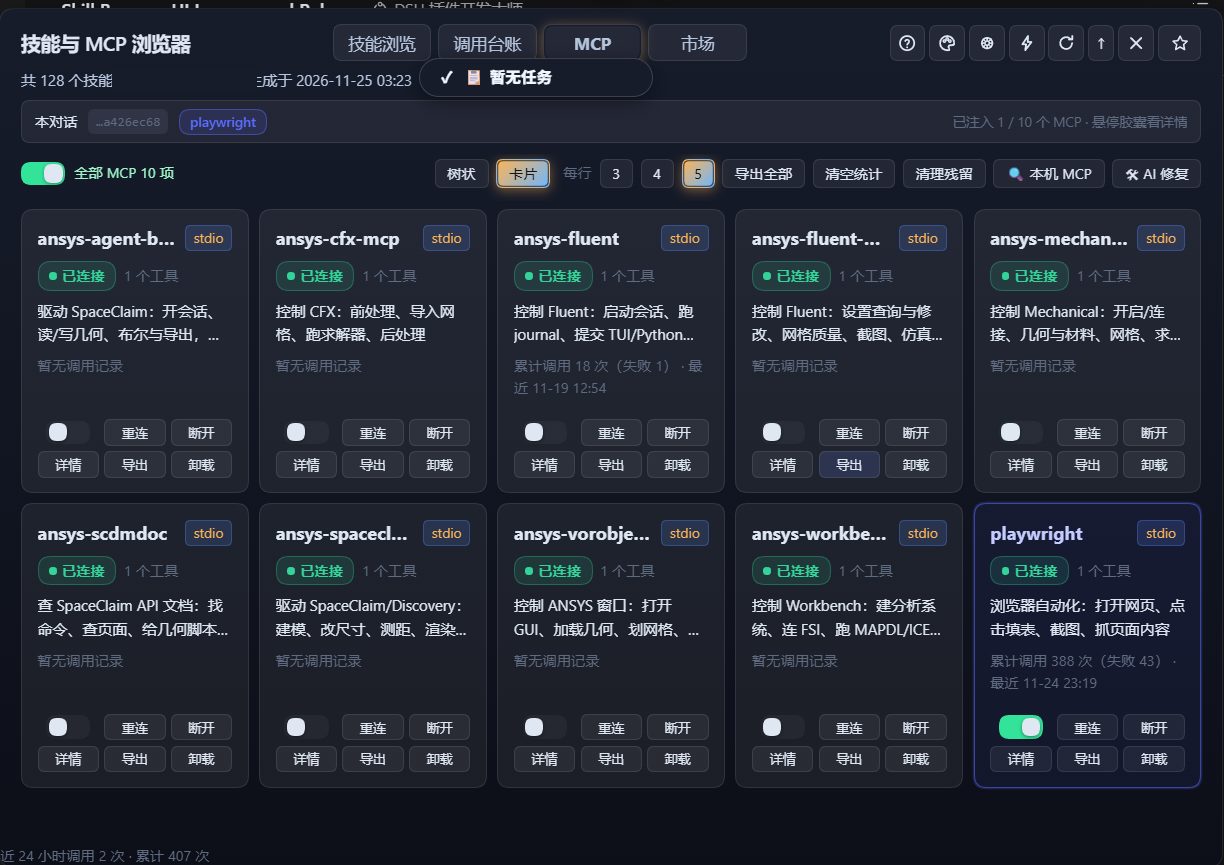 DSH 插件开发大师
技能与 MCP 浏览器
技能浏览
调用台账
MCP
市场
共 128 个技能
生成于 2026-11-25 03:23
✓ 📋 暂无任务
本对话 …a426ec68 playwright
已注入 1 / 10 个 MCP · 悬停胶囊看详情
全部 MCP 10 项
树状 卡片 每行 3 4 5 导出全部 清空统计 清理残留 🔍 本机 MCP 🛠 AI 修复
ansys-agent-b... stdio
已连接 1 个工具
驱动 SpaceClaim：开会话、
读/写几何、布尔与导出，...
暂无调用记录
重连 断开
详情 导出 卸载
ansys-cfx-mcp stdio
已连接 1 个工具
控制 CFX：前处理、导入网
格、跑求解器、后处理
暂无调用记录
重连 断开
详情 导出 卸载
ansys-fluent stdio
已连接 1 个工具
控制 Fluent：启动会话、跑
journal、提交 TUI/Python...
累计调用 18 次（失败 1） · 最
近 11-19 12:54
重连 断开
详情 导出 卸载
ansys-fluent-... stdio
已连接 1 个工具
控制 Fluent：设置查询与修
改、网格质量、截图、仿真...
暂无调用记录
重连 断开
详情 导出 卸载
ansys-mechan... stdio
已连接 1 个工具
控制 Mechanical：开启/连
接、几何与材料、网格、求...
暂无调用记录
重连 断开
详情 导出 卸载
ansys-scdmdoc stdio
已连接 1 个工具
查 SpaceClaim API 文档：找
命令、查页面、给几何脚本...
暂无调用记录
重连 断开
详情 导出 卸载
ansys-spacecl... stdio
已连接 1 个工具
驱动 SpaceClaim/Discovery：
建模、改尺寸、测距、渲染...
暂无调用记录
重连 断开
详情 导出 卸载
ansys-vorobje... stdio
已连接 1 个工具
控制 ANSYS 窗口：打开
GUI、加载几何、划网格、...
暂无调用记录
重连 断开
详情 导出 卸载
ansys-workbe... stdio
已连接 1 个工具
控制 Workbench：建分析系
统、连 FSI、跑 MAPDL/ICE...
暂无调用记录
重连 断开
详情 导出 卸载
playwright stdio
已连接 1 个工具
浏览器自动化：打开网页、点
击填表、截图、抓页面内容
累计调用 388 次（失败 43） ·
最近 11-24 23:19
重连 断开
详情 导出 卸载
近 24 小时调用 2 次 · 累计 407 次